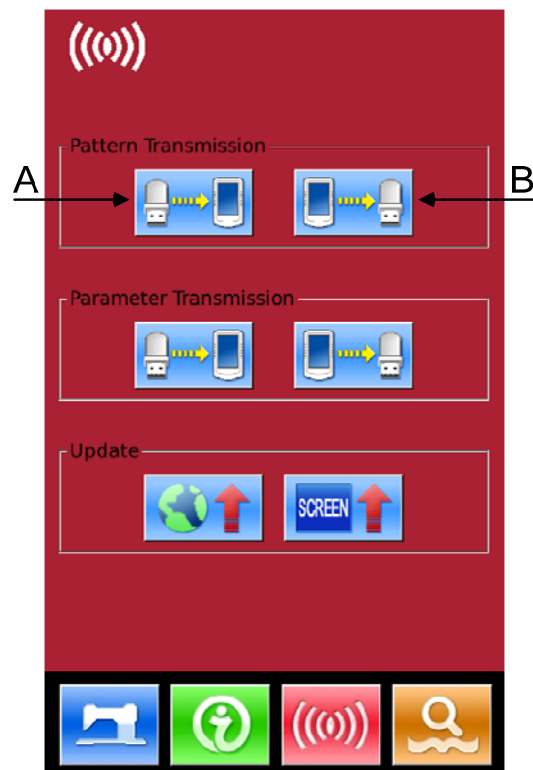 Pattern Transmission
A
B
Parameter Transmission
Update
SCREEN